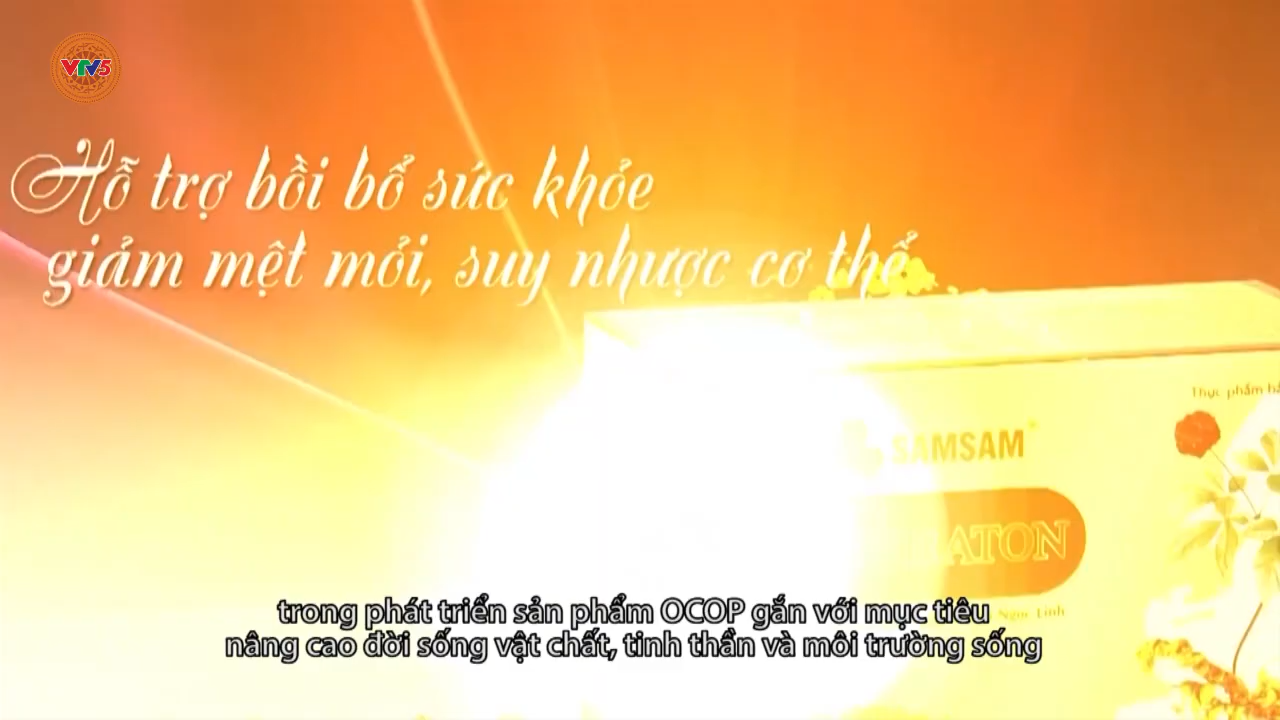 VTV5
Hỗ trợ bồi bổ sức khỏe
giảm mệt mỏi, suy nhược cơ thể
Thực phẩm
SAMSAM
Ngọc Linh
trong phát triển sản phẩm OCOP gắn với mục tiêu
nâng cao đời sống vật chất, tinh thần và môi trường sống